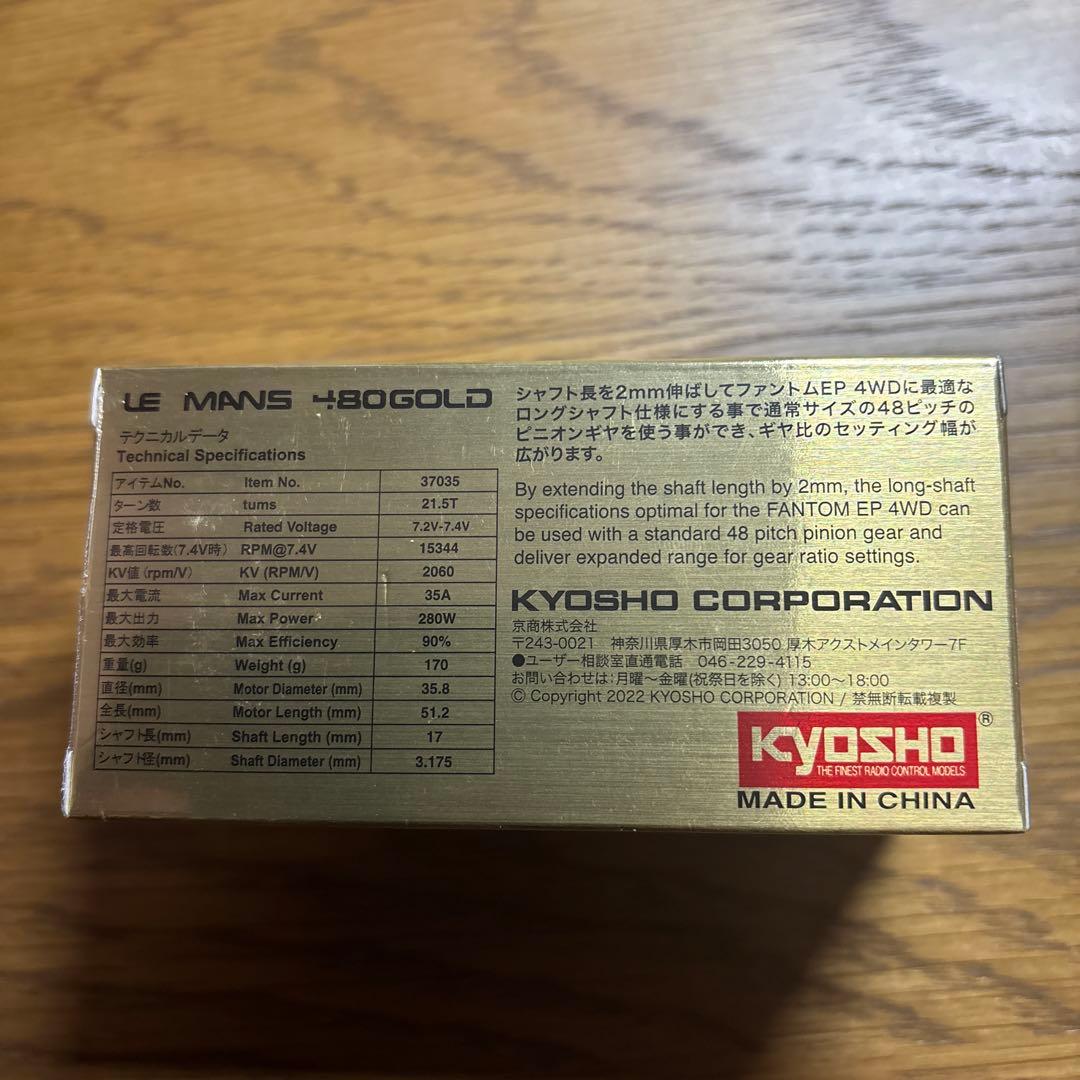 LE MANS 480GOLD
テクニカルデータ
Technical Specifications
アイテムNo. Item No. 37035
ターン数 turns 21.5T
定格電圧 Rated Voltage 7.2V-7.4V
最高回転数(7.4V時) RPM@7.4V 15344
KV値(rpm/V) KV (RPM/V) 2060
最大電流 Max Current 35A
最大出力 Max Power 280W
最大効率 Max Efficiency 90%
重量(g) Weight (g) 170
直径(mm) Motor Diameter (mm) 35.8
全長(mm) Motor Length (mm) 51.2
シャフト長(mm) Shaft Length (mm) 17
シャフト径(mm) Shaft Diameter (mm) 3.175
シャフト長を2mm伸ばしてファントムEP 4WDに最適な
ロングシャフト仕様にする事で通常サイズの48ピッチの
ピニオンギヤを使う事ができ、ギヤ比のセッティング幅が
広がります。
By extending the shaft length by 2mm, the long-shaft
specifications optimal for the FANTOM EP 4WD can
be used with a standard 48 pitch pinion gear and
deliver expanded range for gear ratio settings.
KYOSHO CORPORATION
京商株式会社
〒243-0021 神奈川県厚木市岡田3050 厚木アクストメインタワー7F
●ユーザー相談室直通電話 046-229-4115
お問い合わせは:月曜〜金曜(祝祭日を除く) 13:00〜18:00
© Copyright 2022 KYOSHO CORPORATION / 禁無断転載複製
KYOSHO ®
THE FINEST RADIO CONTROL MODELS
MADE IN CHINA